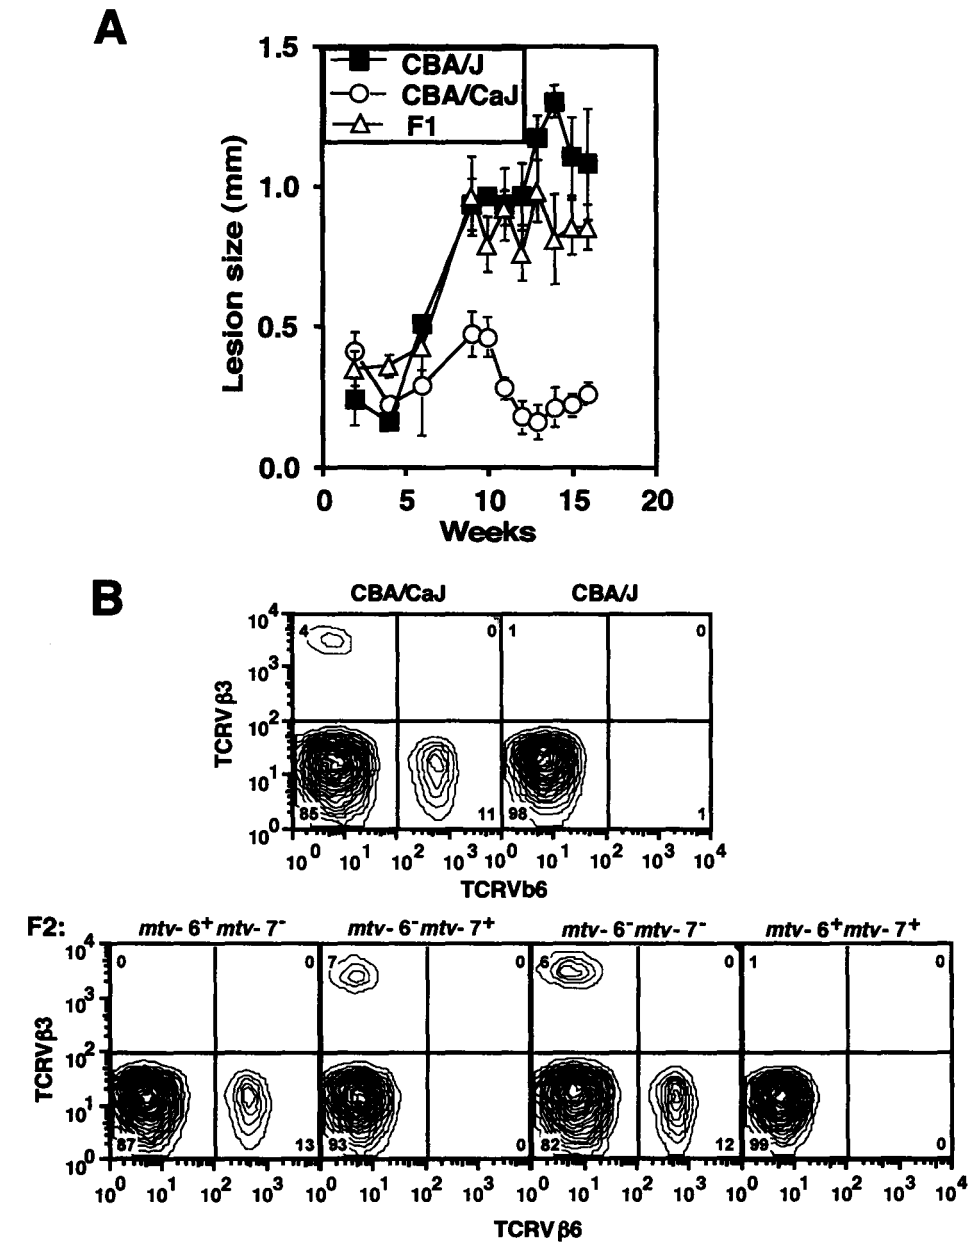 A
1.5
CBA/J
CBA/CaJ
F1
1.0
0.5
0.0
Lesion size (mm)
0 5 10 15 20
Weeks
B
CBA/CaJ CBA/J
10^4
4 0 1 0
10^3
10^2
10^1
85 11 98 1
10^0
TCRVβ3
10^0 10^1 10^2 10^3 10^0 10^1 10^2 10^3 10^4
TCRVb6
F2: mtv-6+mtv-7- mtv-6-mtv-7+ mtv-6-mtv-7- mtv-6+mtv-7+
10^4
0 0 7 0 6 0 1 0
10^3
10^2
10^1
87 13 93 0 82 12 99 0
10^0
TCRVβ3
10^0 10^1 10^2 10^3 10^0 10^1 10^2 10^3 10^0 10^1 10^2 10^3 10^0 10^1 10^2 10^3 10^4
TCRVβ6